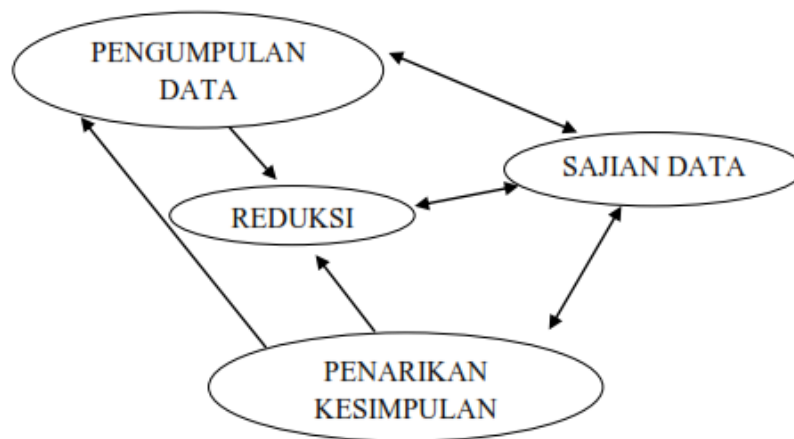 PENGUMPULAN
DATA
SAJIAN DATA
REDUKSI
PENARIKAN
KESIMPULAN